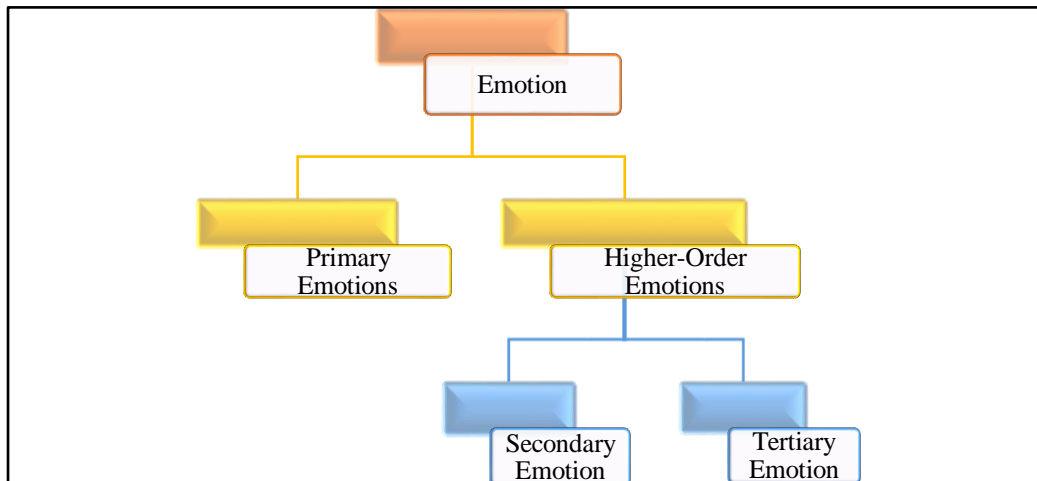 Emotion
Primary
Emotions
Higher-Order
Emotions
Secondary
Emotion
Tertiary
Emotion